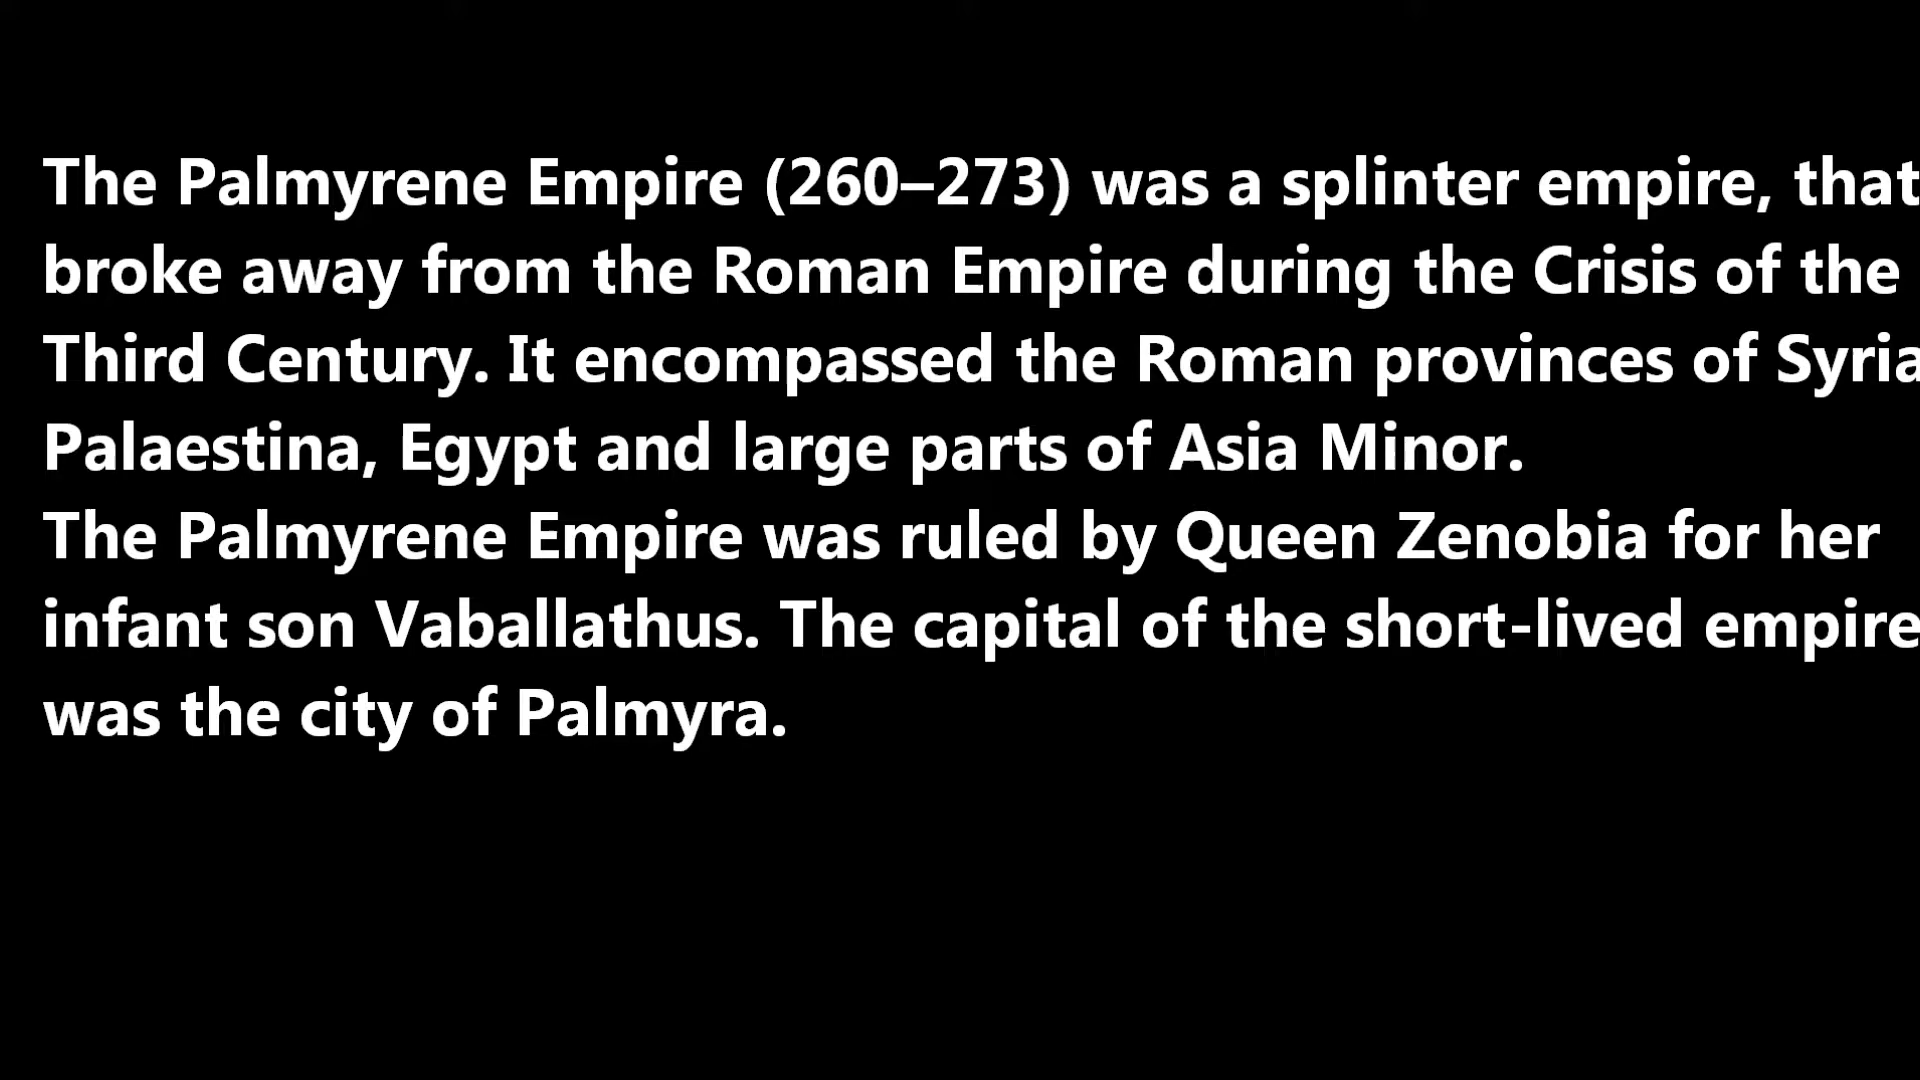 The Palmyrene Empire (260–273) was a splinter empire, that
broke away from the Roman Empire during the Crisis of the
Third Century. It encompassed the Roman provinces of Syria
Palaestina, Egypt and large parts of Asia Minor.
The Palmyrene Empire was ruled by Queen Zenobia for her
infant son Vaballathus. The capital of the short-lived empire
was the city of Palmyra.